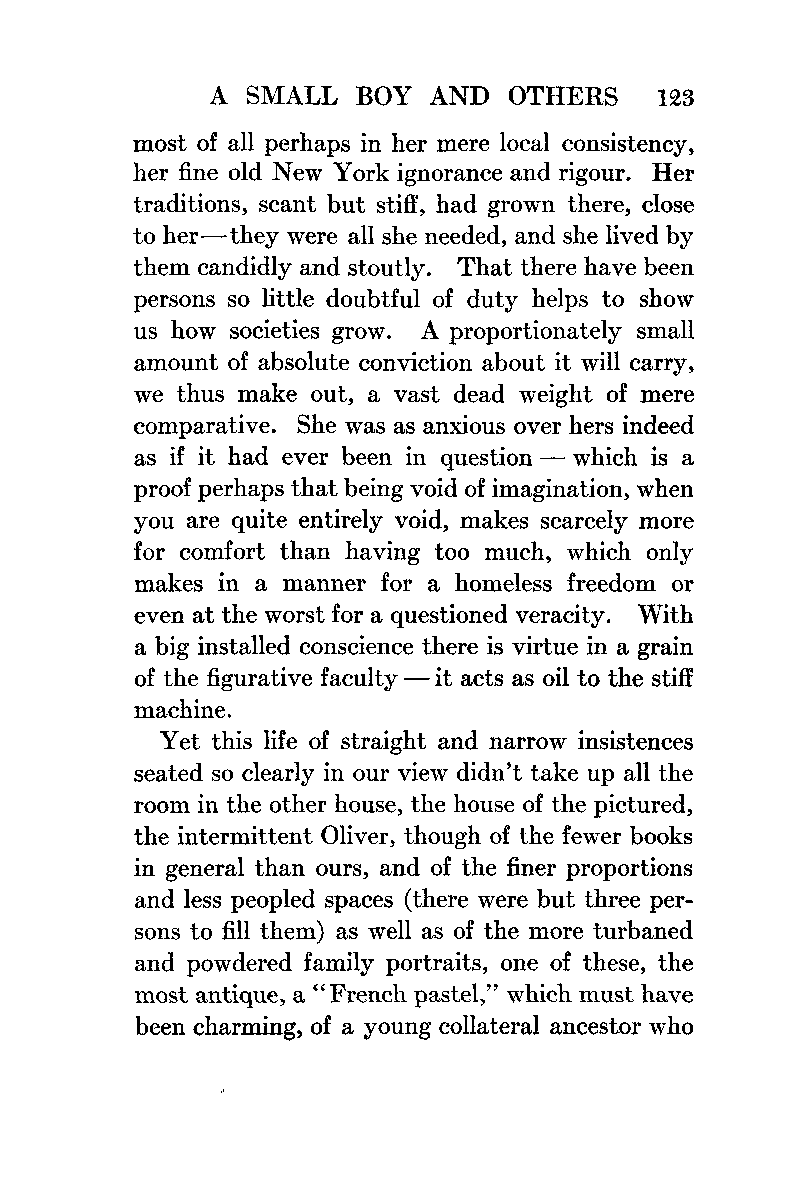 A SMALL BOY AND OTHERS 123
most of all perhaps in her mere local consistency,
her fine old New York ignorance and rigour. Her
traditions, scant but stiff, had grown there, close
to her—they were all she needed, and she lived by
them candidly and stoutly. That there have been
persons so little doubtful of duty helps to show
us how societies grow. A proportionately small
amount of absolute conviction about it will carry,
we thus make out, a vast dead weight of mere
comparative. She was as anxious over hers indeed
as if it had ever been in question — which is a
proof perhaps that being void of imagination, when
you are quite entirely void, makes scarcely more
for comfort than having too much, which only
makes in a manner for a homeless freedom or
even at the worst for a questioned veracity. With
a big installed conscience there is virtue in a grain
of the figurative faculty — it acts as oil to the stiff
machine.
Yet this life of straight and narrow insistences
seated so clearly in our view didn't take up all the
room in the other house, the house of the pictured,
the intermittent Oliver, though of the fewer books
in general than ours, and of the finer proportions
and less peopled spaces (there were but three per-
sons to fill them) as well as of the more turbaned
and powdered family portraits, one of these, the
most antique, a "French pastel," which must have
been charming, of a young collateral ancestor who